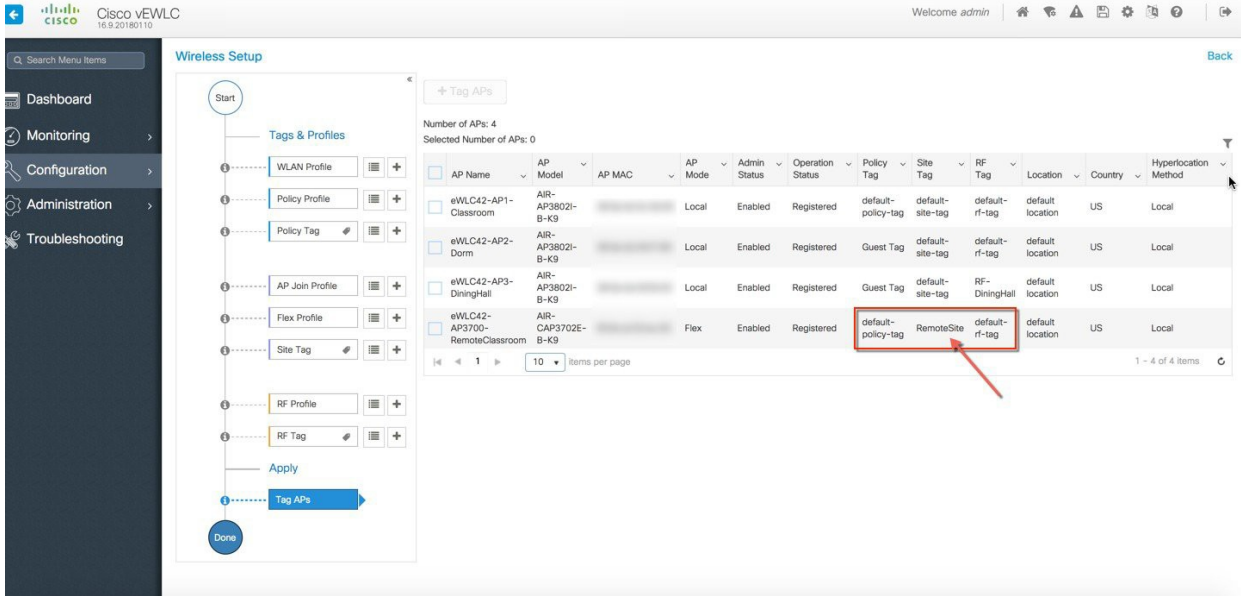 cisco
Cisco vEWLC
16.9.20180110
Welcome admin
Search Menu Items
Dashboard
Monitoring
Configuration
Administration
Troubleshooting
Wireless Setup
Back
Start
Tags & Profiles
WLAN Profile
Policy Profile
Policy Tag
AP Join Profile
Flex Profile
Site Tag
RF Profile
RF Tag
Apply
Tag APs
Done
+ Tag APs
Number of APs: 4
Selected Number of APs: 0
AP Name
AP
Model
AP MAC
AP
Mode
Admin
Status
Operation
Status
Policy
Tag
Site
Tag
RF
Tag
Location
Country
Hyperlocation
Method
eWLC42-AP1-
Classroom
AIR-
AP3802I-
B-K9
Local
Enabled
Registered
default-
policy-tag
default-
site-tag
default-
rf-tag
default
location
US
Local
eWLC42-AP2-
Dorm
AIR-
AP3802I-
B-K9
Local
Enabled
Registered
Guest Tag
default-
site-tag
default-
rf-tag
default
location
US
Local
eWLC42-AP3-
DiningHall
AIR-
AP3802I-
B-K9
Local
Enabled
Registered
Guest Tag
default-
site-tag
RF-
DiningHall
default
location
US
Local
eWLC42-
AP3700-
RemoteClassroom
AIR-
CAP3702E-
B-K9
Flex
Enabled
Registered
default-
policy-tag
RemoteSite
default-
rf-tag
default
location
US
Local
1
10
items per page
1 - 4 of 4 items